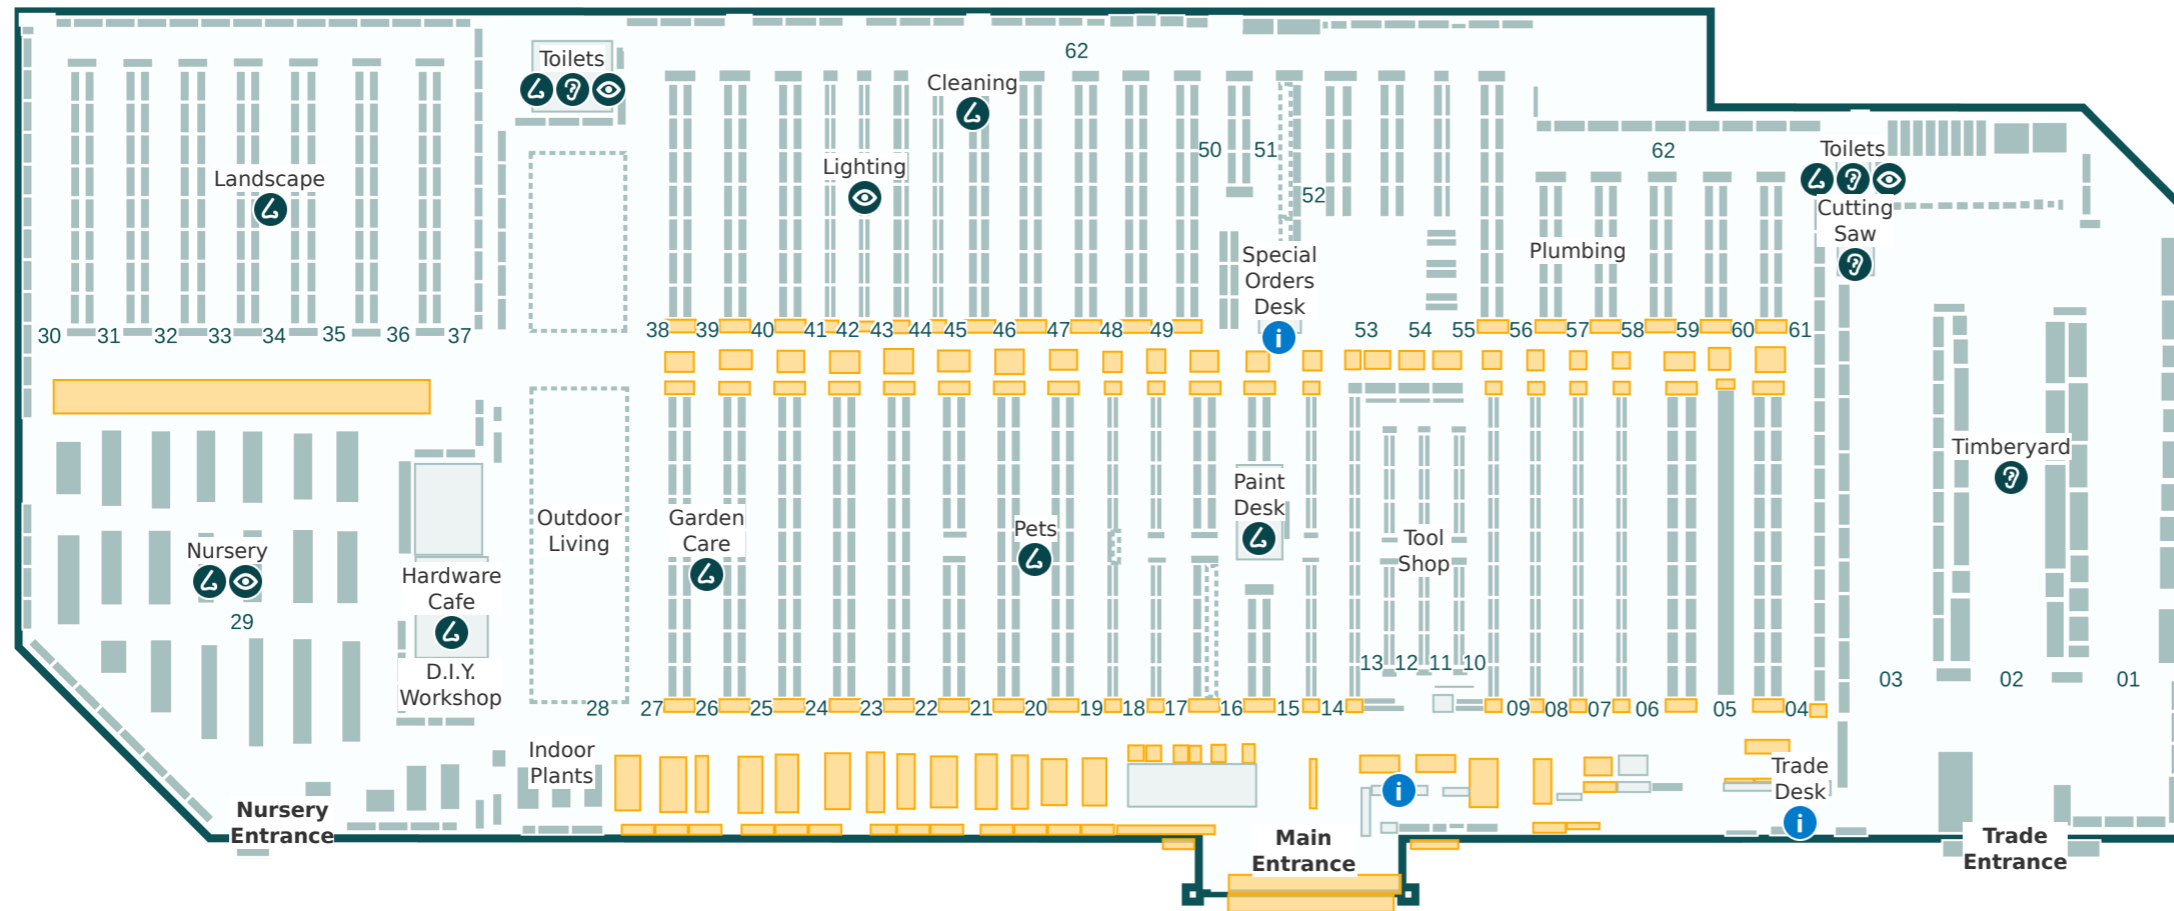 62
Toilets
Cleaning
Lighting
Landscape
50
51
52
62
Toilets
Cutting
Saw
Plumbing
Special
Orders
Desk
30
31
32
33
34
35
36
37
38
39
40
41
42
43
44
45
46
47
48
49
53
54
55
56
57
58
59
60
61
Timberyard
Nursery
29
Hardware
Cafe
D.I.Y.
Workshop
Outdoor
Living
Garden
Care
Pets
Paint
Desk
Tool
Shop
13
12
11
10
03
02
01
28
27
26
25
24
23
22
21
20
19
18
17
16
15
14
09
08
07
06
05
04
Indoor
Plants
Trade
Desk
Nursery
Entrance
Main
Entrance
Trade
Entrance